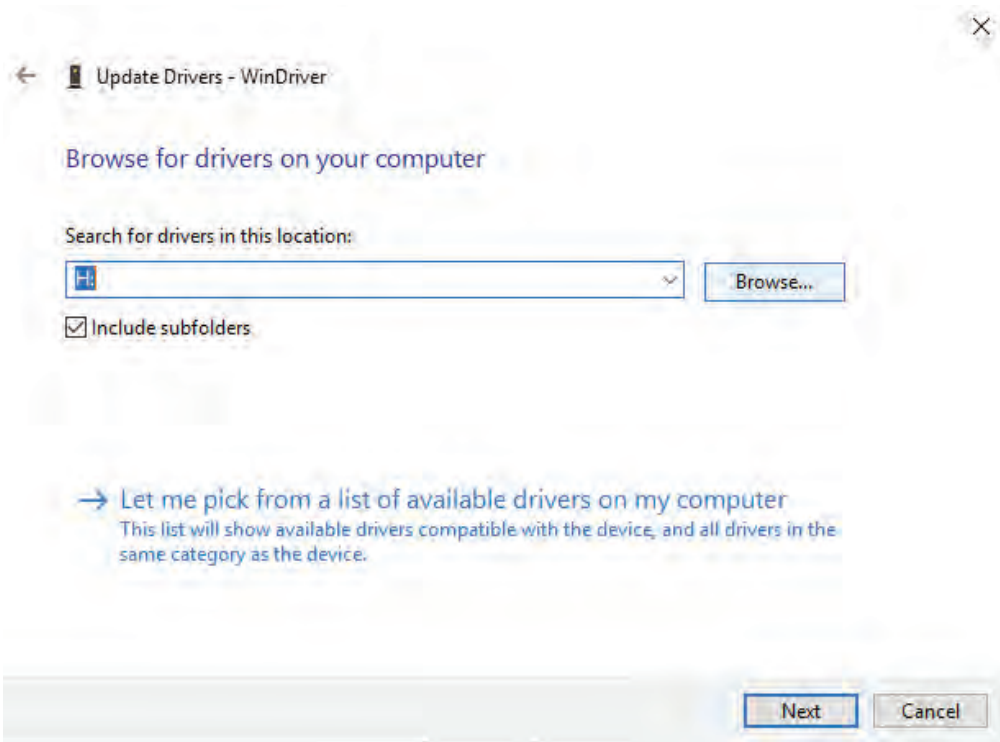 Update Drivers - WinDriver
Browse for drivers on your computer
Search for drivers in this location:
H:
Browse...
Include subfolders
Let me pick from a list of available drivers on my computer
This list will show available drivers compatible with the device, and all drivers in the
same category as the device.
Next
Cancel